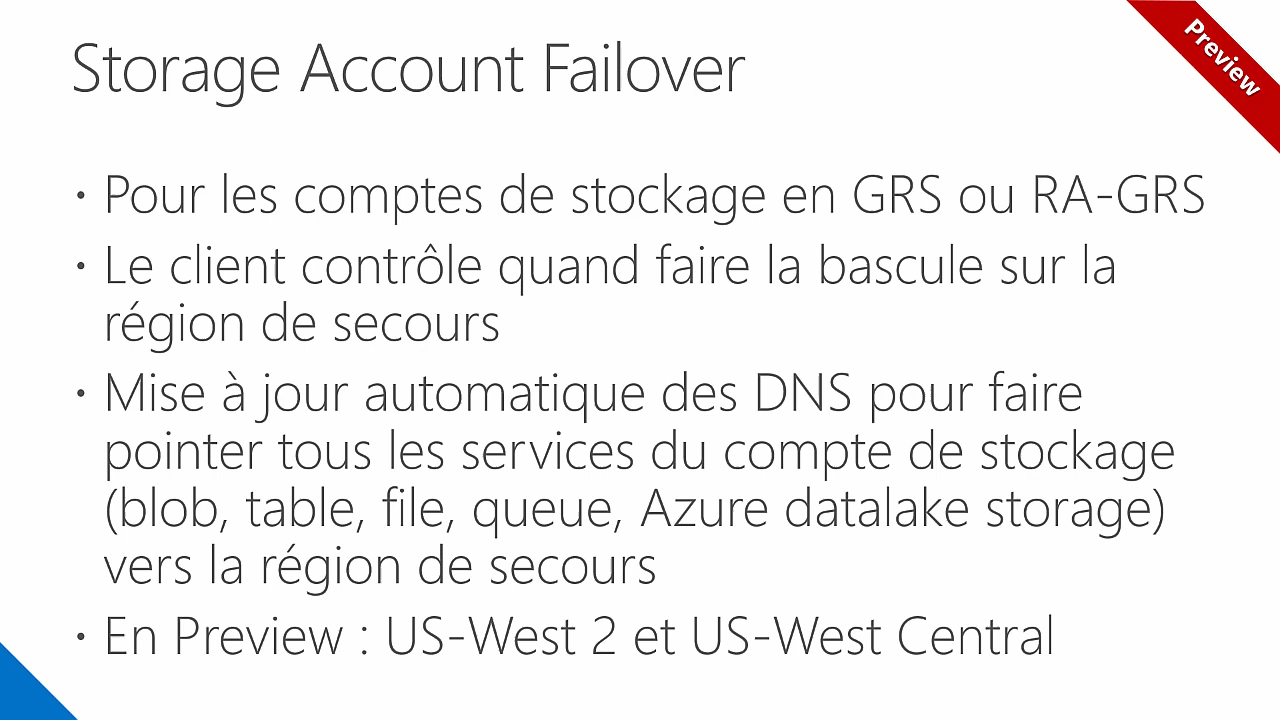 Storage Account Failover
Preview
• Pour les comptes de stockage en GRS ou RA-GRS
• Le client contrôle quand faire la bascule sur la
région de secours
• Mise à jour automatique des DNS pour faire
pointer tous les services du compte de stockage
(blob, table, file, queue, Azure datalake storage)
vers la région de secours
• En Preview : US-West 2 et US-West Central